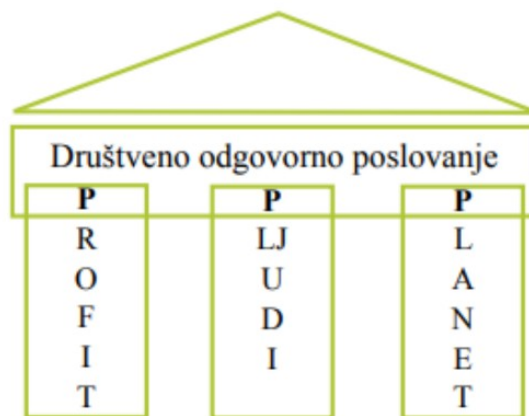 Društveno odgovorno poslovanje
P P P
R LJ L
O U A
F D N
I I E
T T